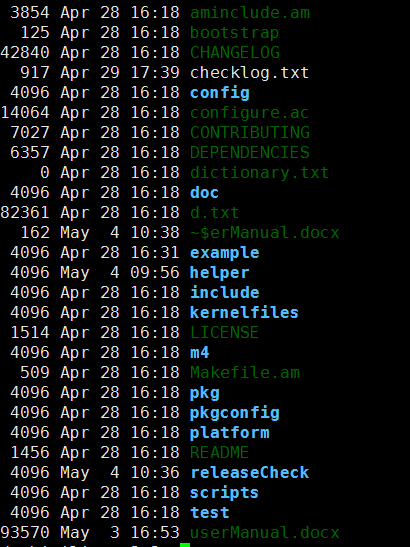 3854 Apr 28 16:18 aminclude.am
125 Apr 28 16:18 bootstrap
42840 Apr 28 16:18 CHANGELOG
917 Apr 29 17:39 checklog.txt
4096 Apr 28 16:18 config
14064 Apr 28 16:18 configure.ac
7027 Apr 28 16:18 CONTRIBUTING
6357 Apr 28 16:18 DEPENDENCIES
0 Apr 28 16:18 dictionary.txt
4096 Apr 28 16:18 doc
82361 Apr 28 16:18 d.txt
162 May  4 10:38 ~$erManual.docx
4096 Apr 28 16:31 example
4096 May  4 09:56 helper
4096 Apr 28 16:18 include
4096 Apr 28 16:18 kernelfiles
1514 Apr 28 16:18 LICENSE
4096 Apr 28 16:18 m4
509 Apr 28 16:18 Makefile.am
4096 Apr 28 16:18 pkg
4096 Apr 28 16:18 pkgconfig
4096 Apr 28 16:18 platform
1456 Apr 28 16:18 README
4096 May  4 10:36 releaseCheck
4096 Apr 28 16:18 scripts
4096 Apr 28 16:18 test
93570 May  3 16:53 userManual.docx